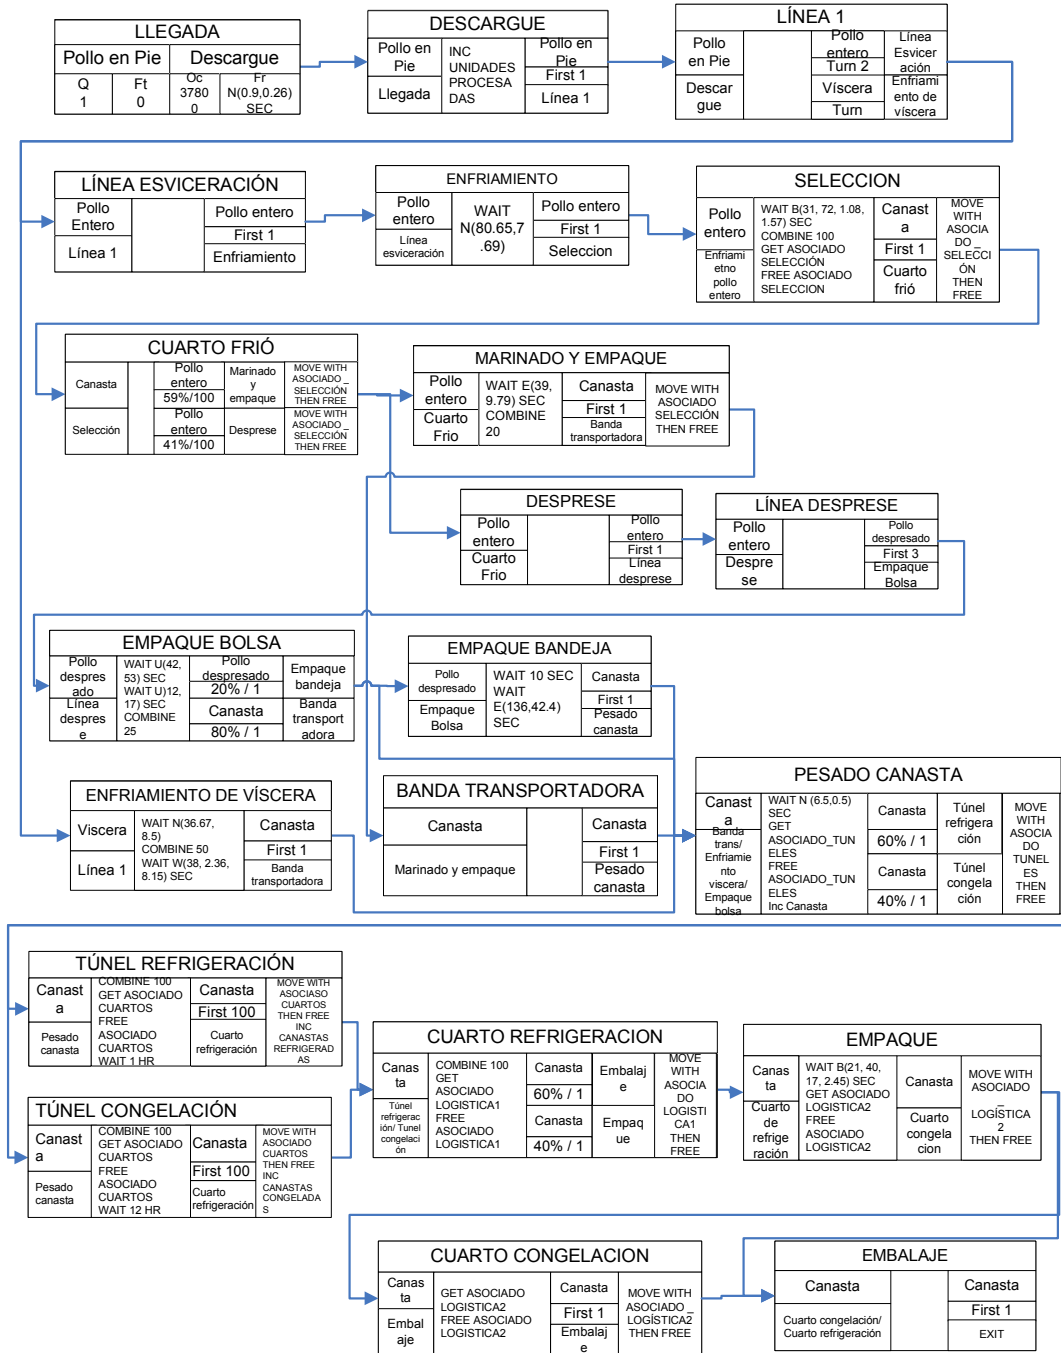 LLEGADA
Pollo en Pie
Descargue
Q
1
Ft
0
Oc
3780
0
Fr
N(0.9,0.26)
SEC
DESCARGUE
Pollo en
Pie
Llegada
INC
UNIDADES
PROCESA
DAS
Pollo en
Pie
First 1
Línea 1
LÍNEA 1
Pollo
en Pie
Descar
gue
Pollo
entero
Turn 2
Víscera
Turn
Línea
Esvicer
ación
Enfriami
ento de
víscera
LÍNEA ESVICERACIÓN
Pollo
Entero
Línea 1
Pollo entero
First 1
Enfriamiento
ENFRIAMIENTO
Pollo
entero
Línea
esviceración
WAIT
N(80.65,7
.69)
Pollo entero
First 1
Seleccion
SELECCION
Pollo
entero
Enfriami
etno
pollo
entero
WAIT B(31, 72, 1.08,
1.57) SEC
COMBINE 100
GET ASOCIADO
SELECCIÓN
FREE ASOCIADO
SELECCION
Canast
a
First 1
Cuarto
frió
MOVE
WITH
ASOCIA
DO _
SELECCI
ÓN
THEN
FREE
CUARTO FRIÓ
Canasta
Selección
Pollo
entero
59%/100
Pollo
entero
41%/100
Marinado
y
empaque
Desprese
MOVE WITH
ASOCIADO _
SELECCIÓN
THEN FREE
MOVE WITH
ASOCIADO _
SELECCIÓN
THEN FREE
MARINADO Y EMPAQUE
Pollo
entero
Cuarto
Frio
WAIT E(39,
9.79) SEC
COMBINE
20
Canasta
First 1
Banda
transportadora
MOVE WITH
ASOCIADO
SELECCIÓN
THEN FREE
DESPRESE
Pollo
entero
Cuarto
Frio
Pollo
entero
First 1
Línea
desprese
LÍNEA DESPRESE
Pollo
entero
Despre
se
Pollo
despresado
First 3
Empaque
Bolsa
EMPAQUE BOLSA
Pollo
despres
ado
Línea
despres
e
WAIT U(42,
53) SEC
WAIT U)12,
17) SEC
COMBINE
25
Pollo
despresado
20% / 1
Canasta
80% / 1
Empaque
bandeja
Banda
transport
adora
EMPAQUE BANDEJA
Pollo
despresado
Empaque
Bolsa
WAIT 10 SEC
WAIT
E(136,42.4)
SEC
Canasta
First 1
Pesado
canasta
ENFRIAMIENTO DE VÍSCERA
Viscera
Línea 1
WAIT N(36.67,
8.5)
COMBINE 50
WAIT W(38, 2.36,
8.15) SEC
Canasta
First 1
Banda
transportadora
BANDA TRANSPORTADORA
Canasta
Marinado y empaque
Canasta
First 1
Pesado
canasta
PESADO CANASTA
Canast
a
Banda
trans/
Enfriamie
nto
viscera/
Empaque
bolsa
WAIT N (6.5,0.5)
SEC
GET
ASOCIADO_TUN
ELES
FREE
ASOCIADO_TUN
ELES
Inc Canasta
Canasta
60% / 1
Canasta
40% / 1
Túnel
refrigera
ción
Túnel
congela
ción
MOVE
WITH
ASOCIA
DO
TUNEL
ES
THEN
FREE
TÚNEL REFRIGERACIÓN
Canast
a
Pesado
canasta
COMBINE 100
GET ASOCIADO
CUARTOS
FREE
ASOCIADO
CUARTOS
WAIT 1 HR
Canasta
First 100
Cuarto
refrigeración
MOVE WITH
ASOCIASO
CUARTOS
THEN FREE
INC
CANASTAS
REFRIGERAD
AS
TÚNEL CONGELACIÓN
Canast
a
Pesado
canasta
COMBINE 100
GET ASOCIADO
CUARTOS
FREE
ASOCIADO
CUARTOS
WAIT 12 HR
Canasta
First 100
Cuarto
refrigeración
MOVE WITH
ASOCIADO
CUARTOS
THEN FREE
INC
CANASTAS
CONGELADA
S
CUARTO REFRIGERACION
Canas
ta
Túnel
refrigerac
ión/ Tunel
congelaci
ón
COMBINE 100
GET
ASOCIADO
LOGISTICA1
FREE
ASOCIADO
LOGISTICA1
Canasta
60% / 1
Canasta
40% / 1
Embalaj
e
Empaq
ue
MOVE
WITH
ASOCIA
DO
LOGISTI
CA1
THEN
FREE
EMPAQUE
Canas
ta
Cuarto
de
refrige
ración
WAIT B(21, 40,
17, 2.45) SEC
GET ASOCIADO
LOGISTICA2
FREE
ASOCIADO
LOGISTICA2
Canasta
Cuarto
congela
cion
MOVE WITH
ASOCIADO
_
LOGÍSTICA
2
THEN FREE
CUARTO CONGELACION
Canas
ta
Embal
aje
GET ASOCIADO
LOGISTICA2
FREE ASOCIADO
LOGISTICA2
Canasta
First 1
Embalaj
e
MOVE WITH
ASOCIADO _
LOGÍSTICA2
THEN FREE
EMBALAJE
Canasta
Cuarto congelación/
Cuarto refrigeración
Canasta
First 1
EXIT